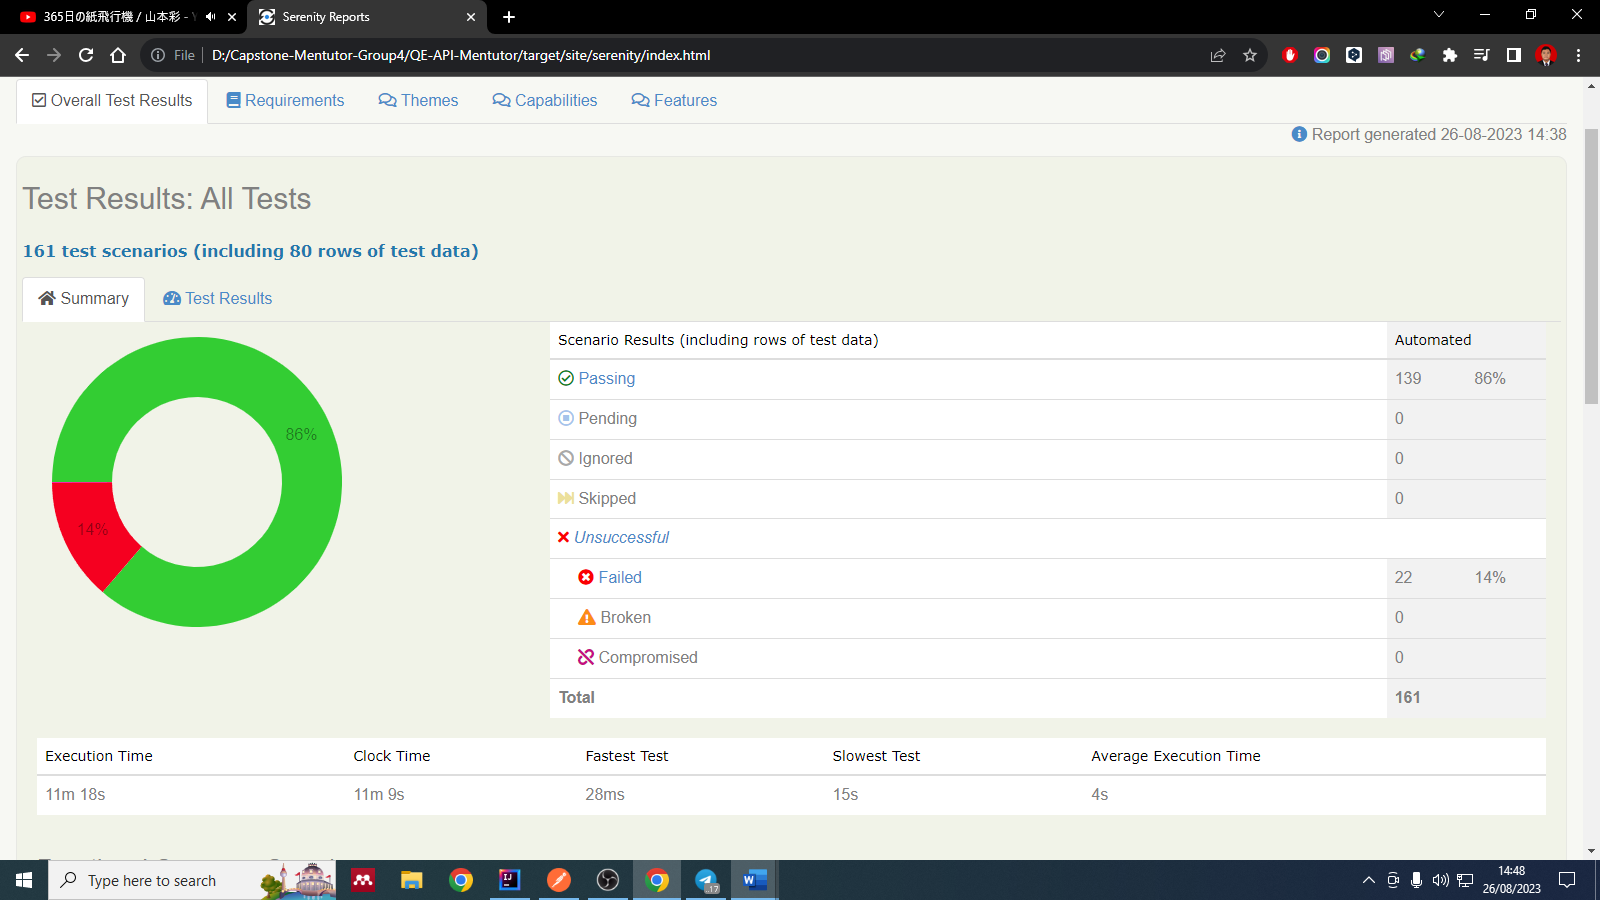 365日の紙飛行機 / 山本彩 -
Serenity Reports
File
D:/Capstone-Mentutor-Group4/QE-API-Mentutor/target/site/serenity/index.html
Overall Test Results
Requirements
Themes
Capabilities
Features
Report generated 26-08-2023 14:38
Test Results: All Tests
161 test scenarios (including 80 rows of test data)
Summary
Test Results
86%
14%
Scenario Results (including rows of test data) Automated
Passing 139 86%
Pending 0
Ignored 0
Skipped 0
Unsuccessful
Failed 22 14%
Broken 0
Compromised 0
Total 161
Execution Time Clock Time Fastest Test Slowest Test Average Execution Time
11m 18s 11m 9s 28ms 15s 4s
Type here to search
..17
14:48
26/08/2023